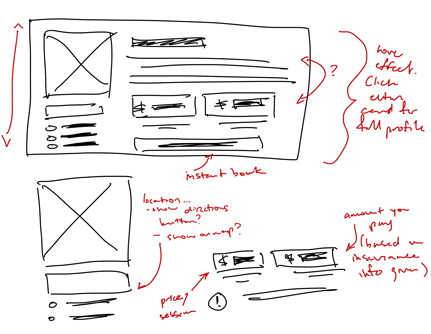 hover
effect.
Click
entire
card for
full profile
?
$
$
instant book
location...
- show directions
button?
- show on map?
amount you
pay
(based on
insurance
info given)
$
$
price/
session
!